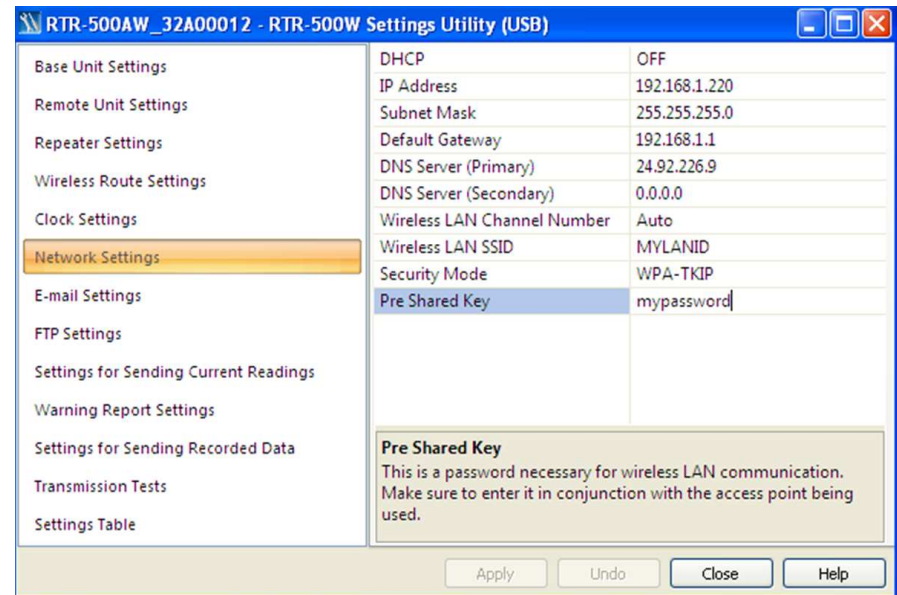 RTR-500AW_32A00012 - RTR-500W Settings Utility (USB)
Base Unit Settings
Remote Unit Settings
Repeater Settings
Wireless Route Settings
Clock Settings
Network Settings
E-mail Settings
FTP Settings
Settings for Sending Current Readings
Warning Report Settings
Settings for Sending Recorded Data
Transmission Tests
Settings Table
DHCP OFF
IP Address 192.168.1.220
Subnet Mask 255.255.255.0
Default Gateway 192.168.1.1
DNS Server (Primary) 24.92.226.9
DNS Server (Secondary) 0.0.0.0
Wireless LAN Channel Number Auto
Wireless LAN SSID MYLANID
Security Mode WPA-TKIP
Pre Shared Key mypassword
Pre Shared Key
This is a password necessary for wireless LAN communication.
Make sure to enter it in conjunction with the access point being
used.
Apply Undo Close Help